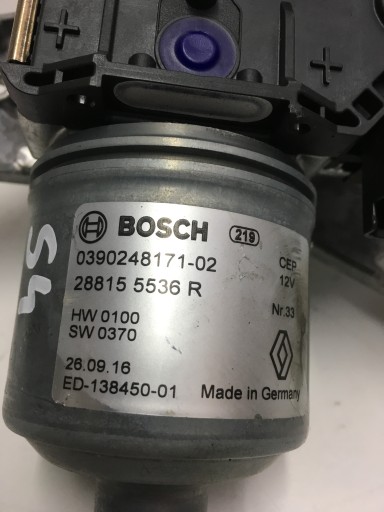 BOSCH 219
0390248171-02
28815 5536 R
CEP
12V
HW 0100
SW 0370
Nr.33
26.09.16
ED-138450-01
Made in Germany
S4